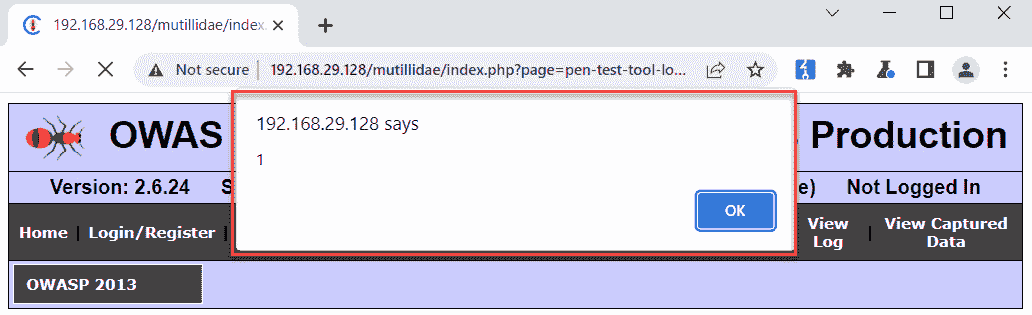 192.168.29.128/mutillidae/index.
Not secure
192.168.29.128/mutillidae/index.php?page=pen-test-tool-lo...
192.168.29.128 says
1
OK
OWAS
Production
Version: 2.6.24
S
e)
Not Logged In
Home
Login/Register
View
Log
View Captured
Data
OWASP 2013